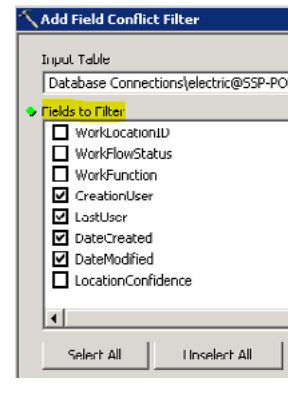 Add Field Conflict Filter
Input Table
Database Connections\electric@SSP-PO
Fields to Filter
WorkLocationID
WorkFlowStatus
WorkFunction
CreationUser
LastUser
DateCreated
DateModified
LocationConfidence
Select All
Unselect All